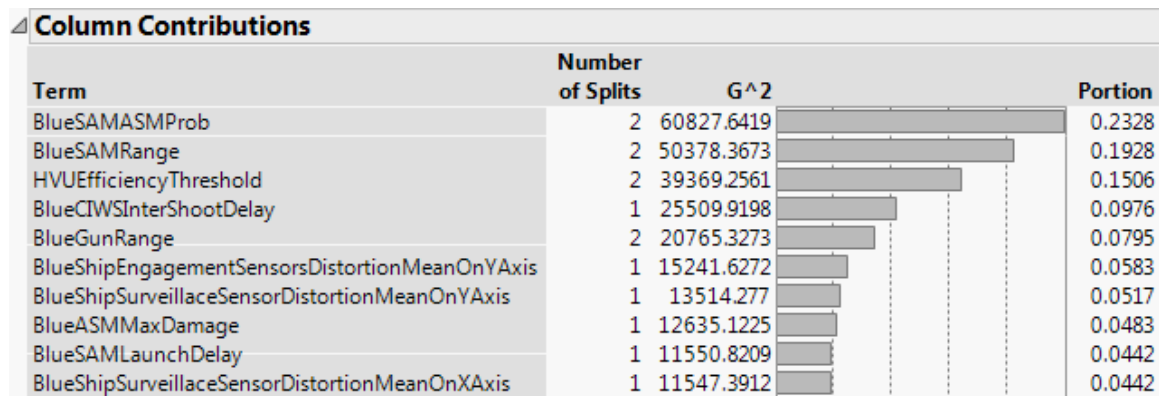 Column Contributions
Number
Term of Splits G^2 Portion
BlueSAMASMProb 2 60827.6419 0.2328
BlueSAMRange 2 50378.3673 0.1928
HVUEfficiencyThreshold 2 39369.2561 0.1506
BlueCIWSInterShootDelay 1 25509.9198 0.0976
BlueGunRange 2 20765.3273 0.0795
BlueShipEngagementSensorsDistortionMeanOnYAxis 1 15241.6272 0.0583
BlueShipSurveillaceSensorDistortionMeanOnYAxis 1 13514.277 0.0517
BlueASMMaxDamage 1 12635.1225 0.0483
BlueSAMLaunchDelay 1 11550.8209 0.0442
BlueShipSurveillaceSensorDistortionMeanOnXAxis 1 11547.3912 0.0442